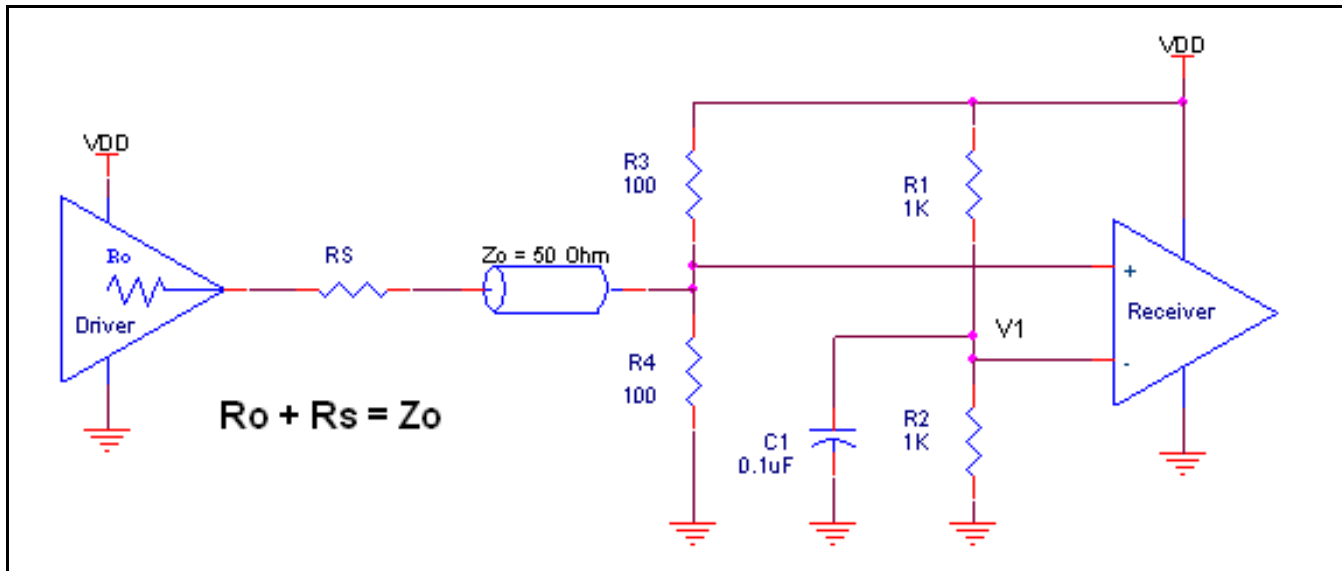 VDD
VDD
R3
100
R1
1K
Ro
RS
Zo = 50 Ohm
+
Driver
V1
Receiver
-
R4
100
Ro + Rs = Zo
R2
1K
C1
0.1uF